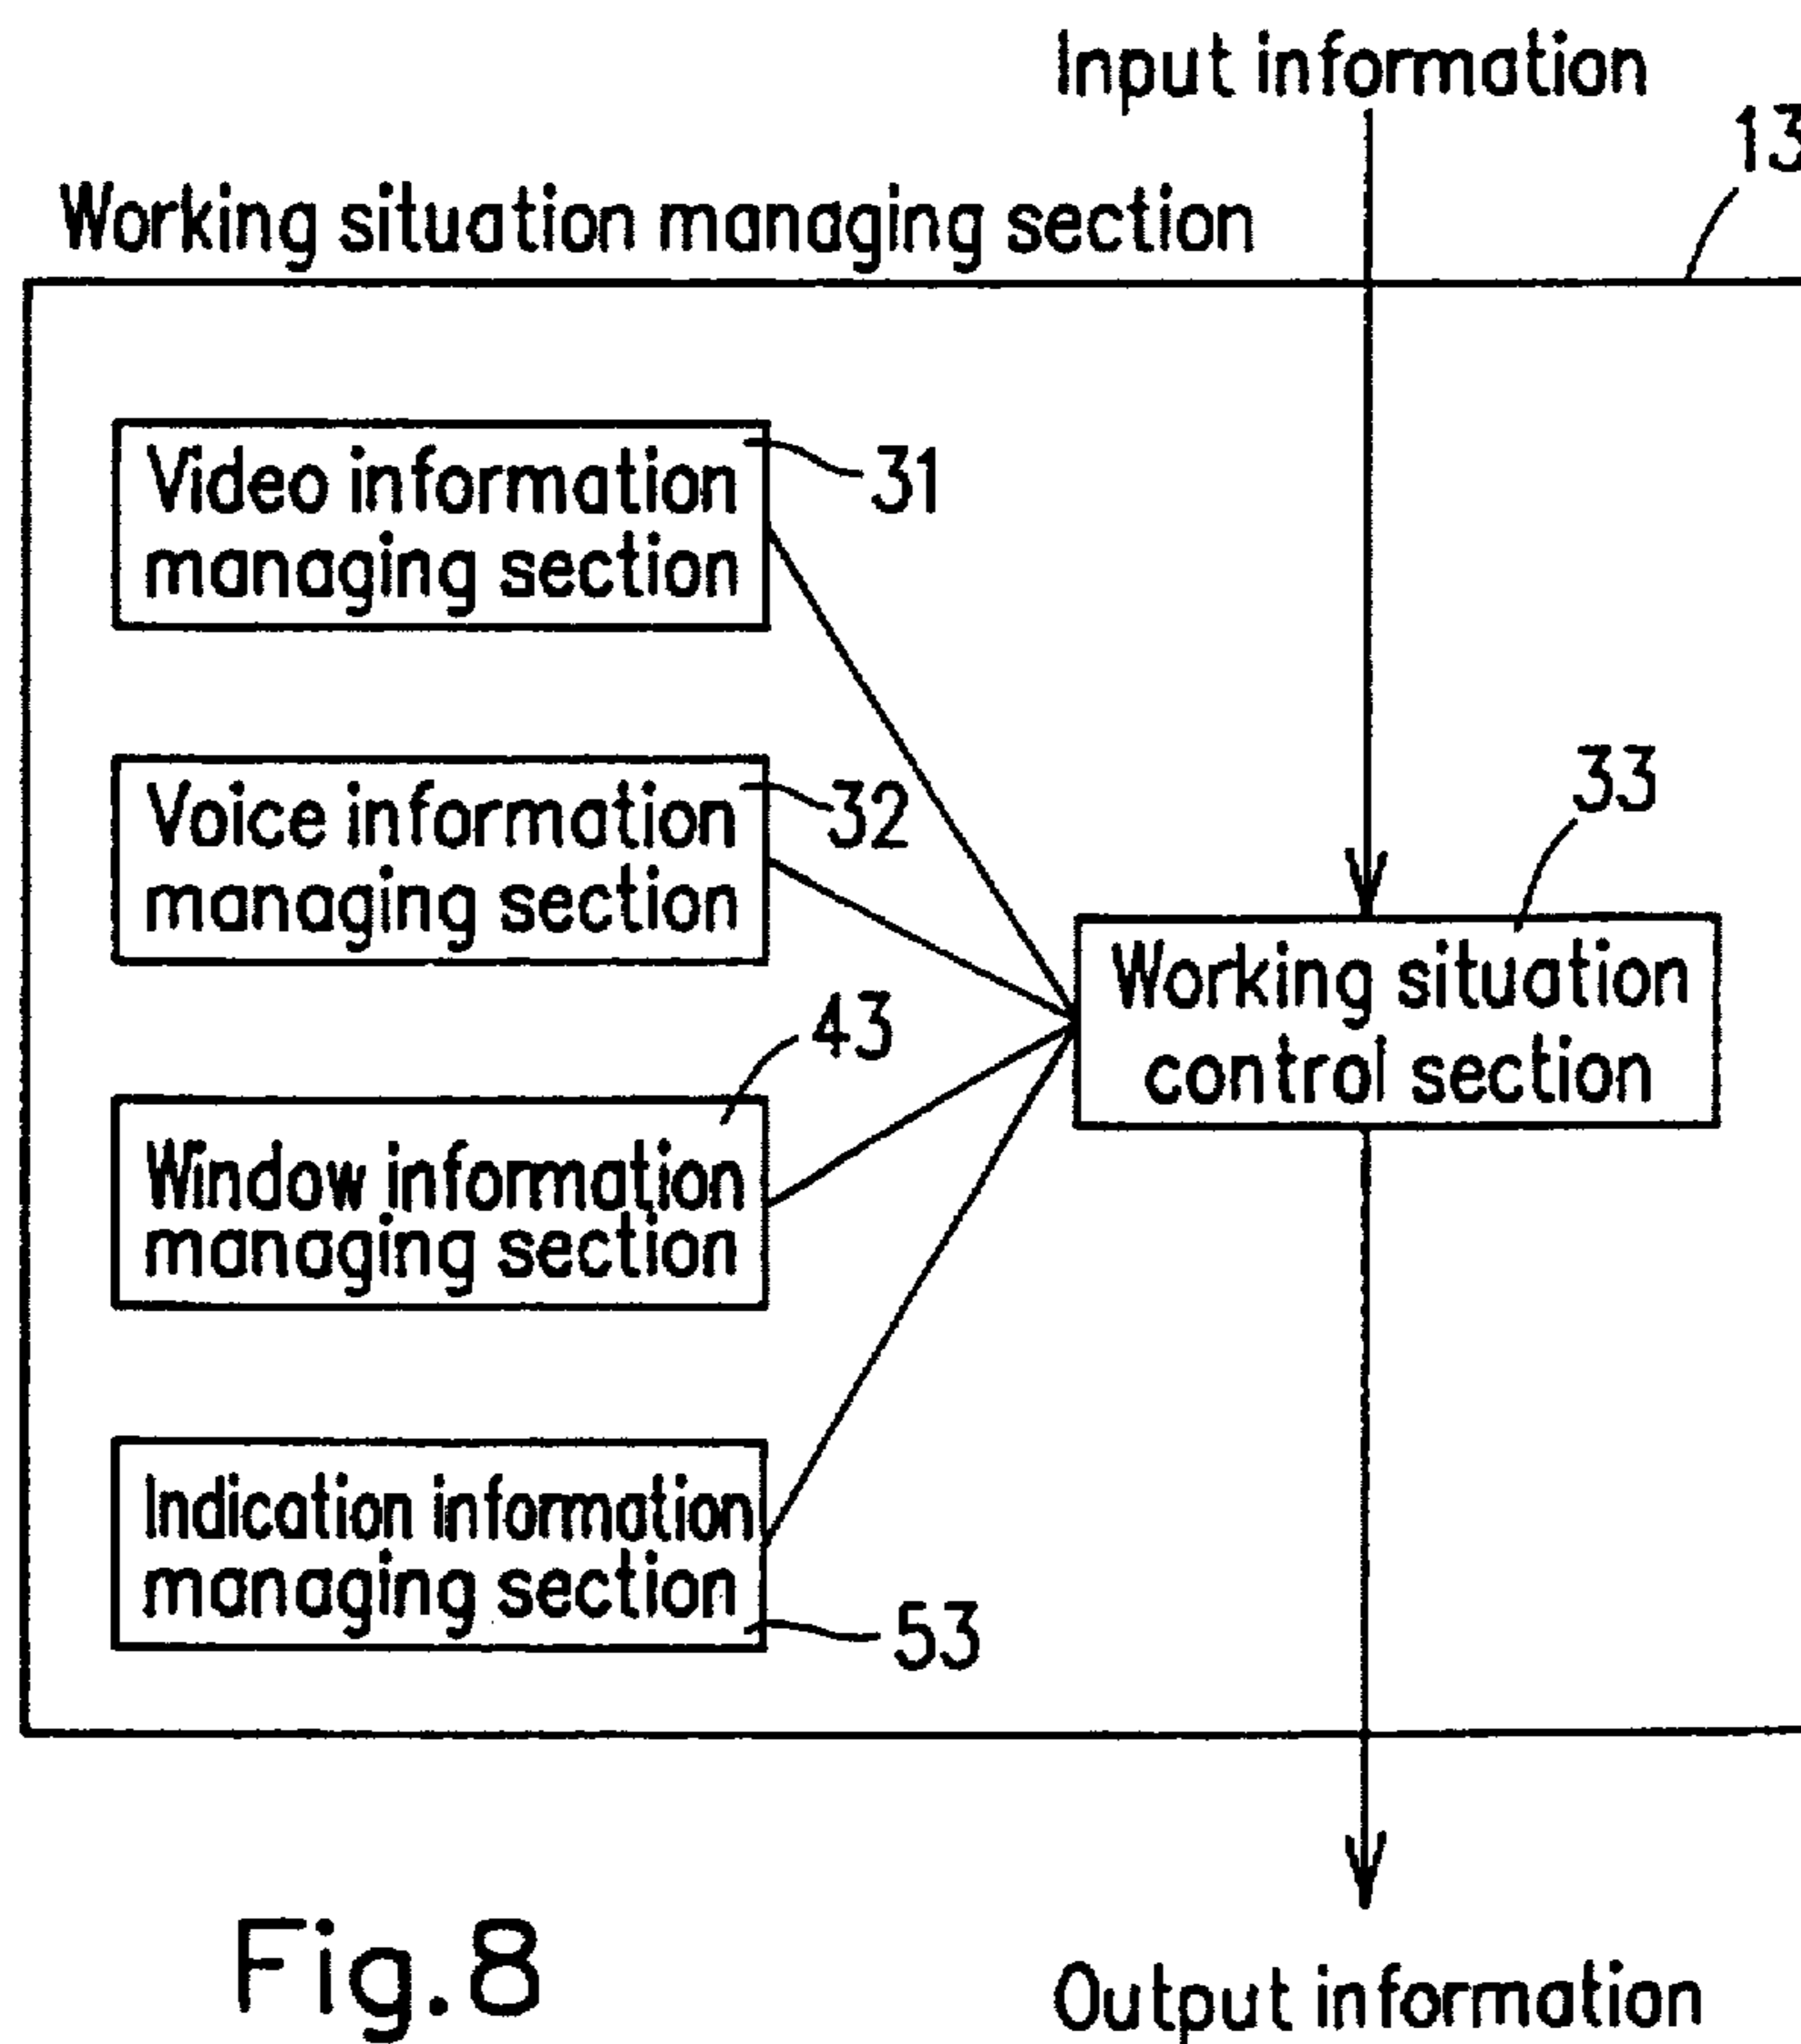 Input information
13
Working situation managing section
Video information
managing section
31
Voice information
managing section
32
33
Working situation
control section
43
Window information
managing section
Indication information
managing section
53
Fig.8
Output information